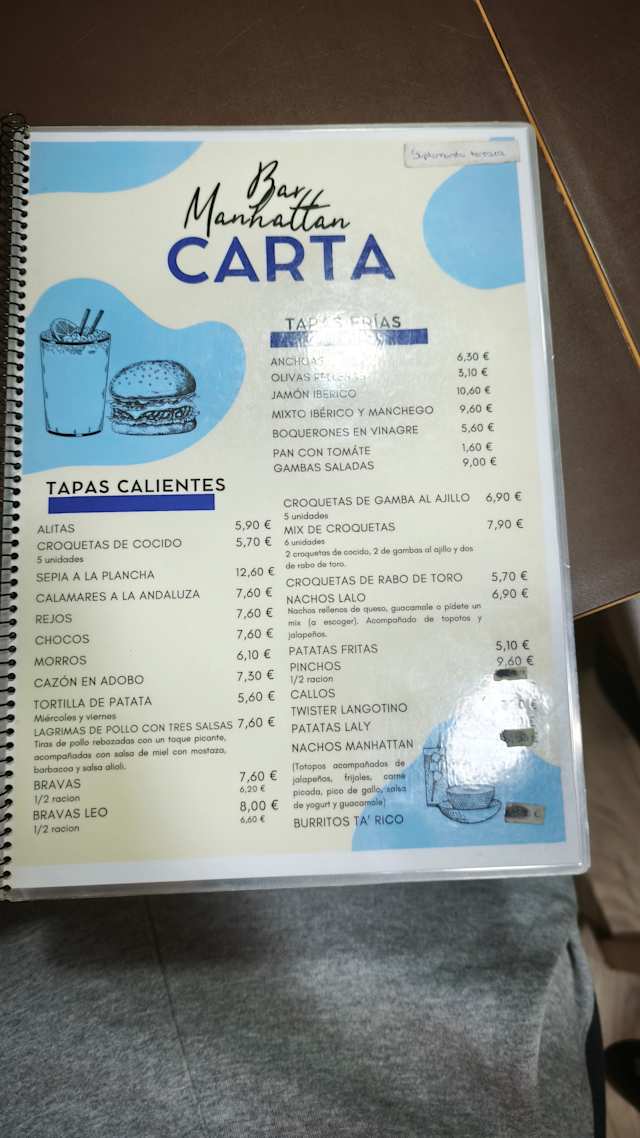 Suplemento terraza
Bar
Manhattan
CARTA
TAPAS FRÍAS
ANCHOAS 6,30 €
OLIVAS 3,10 €
JAMÓN IBERICO 10,60 €
MIXTO IBÉRICO Y MANCHEGO 9,60 €
BOQUERONES EN VINAGRE 5,60 €
PAN CON TOMÁTE 1,60 €
GAMBAS SALADAS 9,00 €
TAPAS CALIENTES
ALITAS 5,90 €
CROQUETAS DE COCIDO 5,70 €
5 unidades
SEPIA A LA PLANCHA 12,60 €
CALAMARES A LA ANDALUZA 7,60 €
REJOS 7,60 €
CHOCOS 7,60 €
MORROS 6,10 €
CAZÓN EN ADOBO 7,30 €
TORTILLA DE PATATA 5,60 €
Miércoles y viernes
LAGRIMAS DE POLLO CON TRES SALSAS 7,60 €
Tiras de pollo rebozadas con un toque picante,
acompañadas con salsa de miel con mostaza,
barbacoa y salsa alioli.
BRAVAS 7,60 €
1/2 racion 6,20 €
BRAVAS LEO 8,00 €
1/2 racion 6,60 €
CROQUETAS DE GAMBA AL AJILLO 6,90 €
5 unidades
MIX DE CROQUETAS 7,90 €
6 unidades
2 croquetas de cocido, 2 de gambas al ajillo y dos
de rabo de toro.
CROQUETAS DE RABO DE TORO 5,70 €
NACHOS LALO 6,90 €
Nachos rellenos de queso, guacamole o pídete un
mix (a escoger). Acompañado de topotos y
jalapeños.
PATATAS FRITAS 5,10 €
PINCHOS 9,60 €
1/2 racion
CALLOS
TWISTER LANGOTINO
PATATAS LALY
NACHOS MANHATTAN
(Totopos acompañados de
jalapeños, frijoles, carne
picada, pico de gallo, salsa
de yogurt y guacamole)
BURRITOS TA' RICO